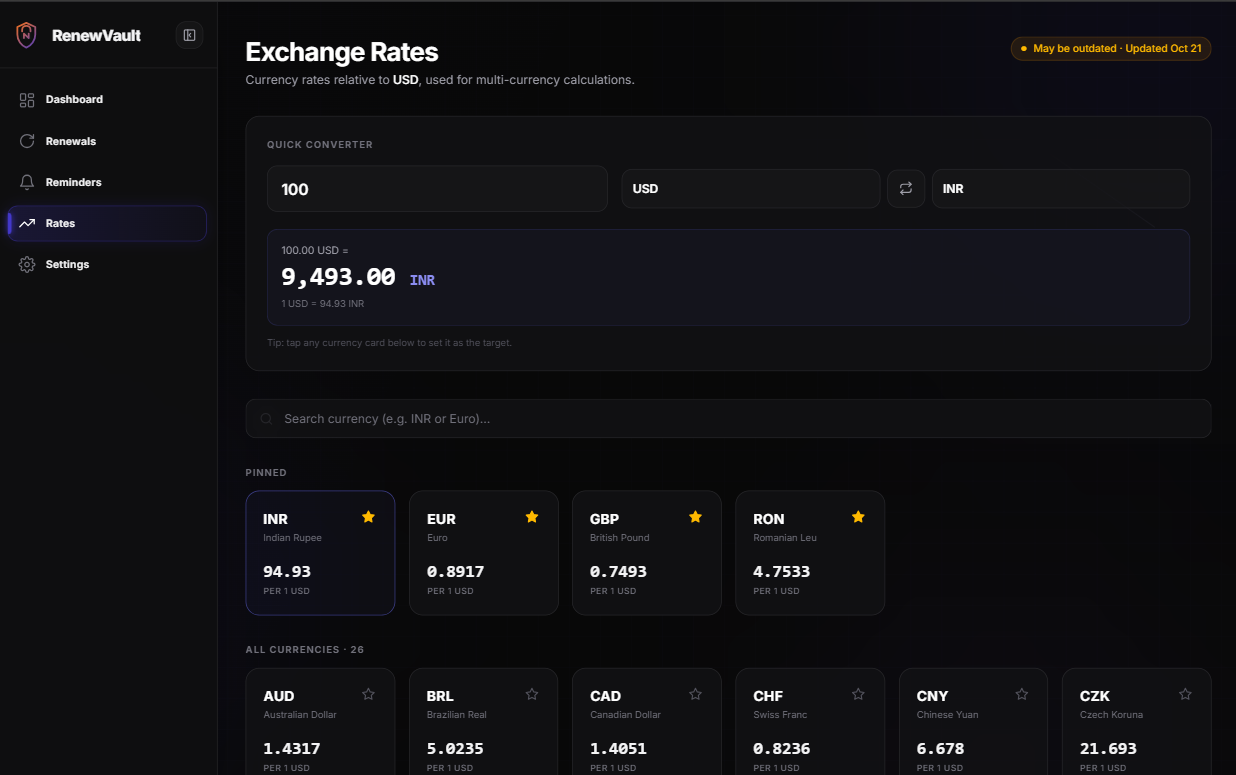 RenewVault
Dashboard
Renewals
Reminders
Rates
Settings
Exchange Rates
Currency rates relative to USD, used for multi-currency calculations.
May be outdated · Updated Oct 21
QUICK CONVERTER
100
USD
INR
100.00 USD =
9,493.00 INR
1 USD = 94.93 INR
Tip: tap any currency card below to set it as the target.
Search currency (e.g. INR or Euro)...
PINNED
INR
Indian Rupee
94.93
PER 1 USD
EUR
Euro
0.8917
PER 1 USD
GBP
British Pound
0.7493
PER 1 USD
RON
Romanian Leu
4.7533
PER 1 USD
ALL CURRENCIES · 26
AUD
Australian Dollar
1.4317
PER 1 USD
BRL
Brazilian Real
5.0235
PER 1 USD
CAD
Canadian Dollar
1.4051
PER 1 USD
CHF
Swiss Franc
0.8236
PER 1 USD
CNY
Chinese Yuan
6.678
PER 1 USD
CZK
Czech Koruna
21.693
PER 1 USD